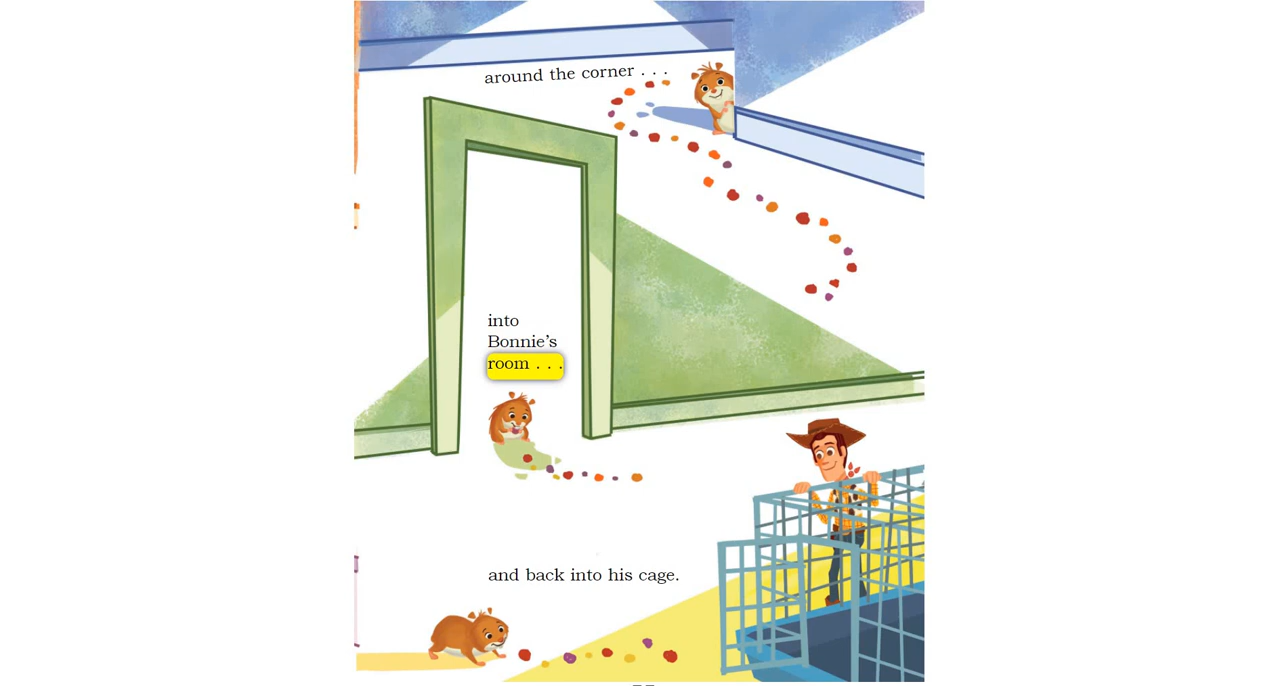 around the corner . . .
into
Bonnie's
room . . .
and back into his cage.